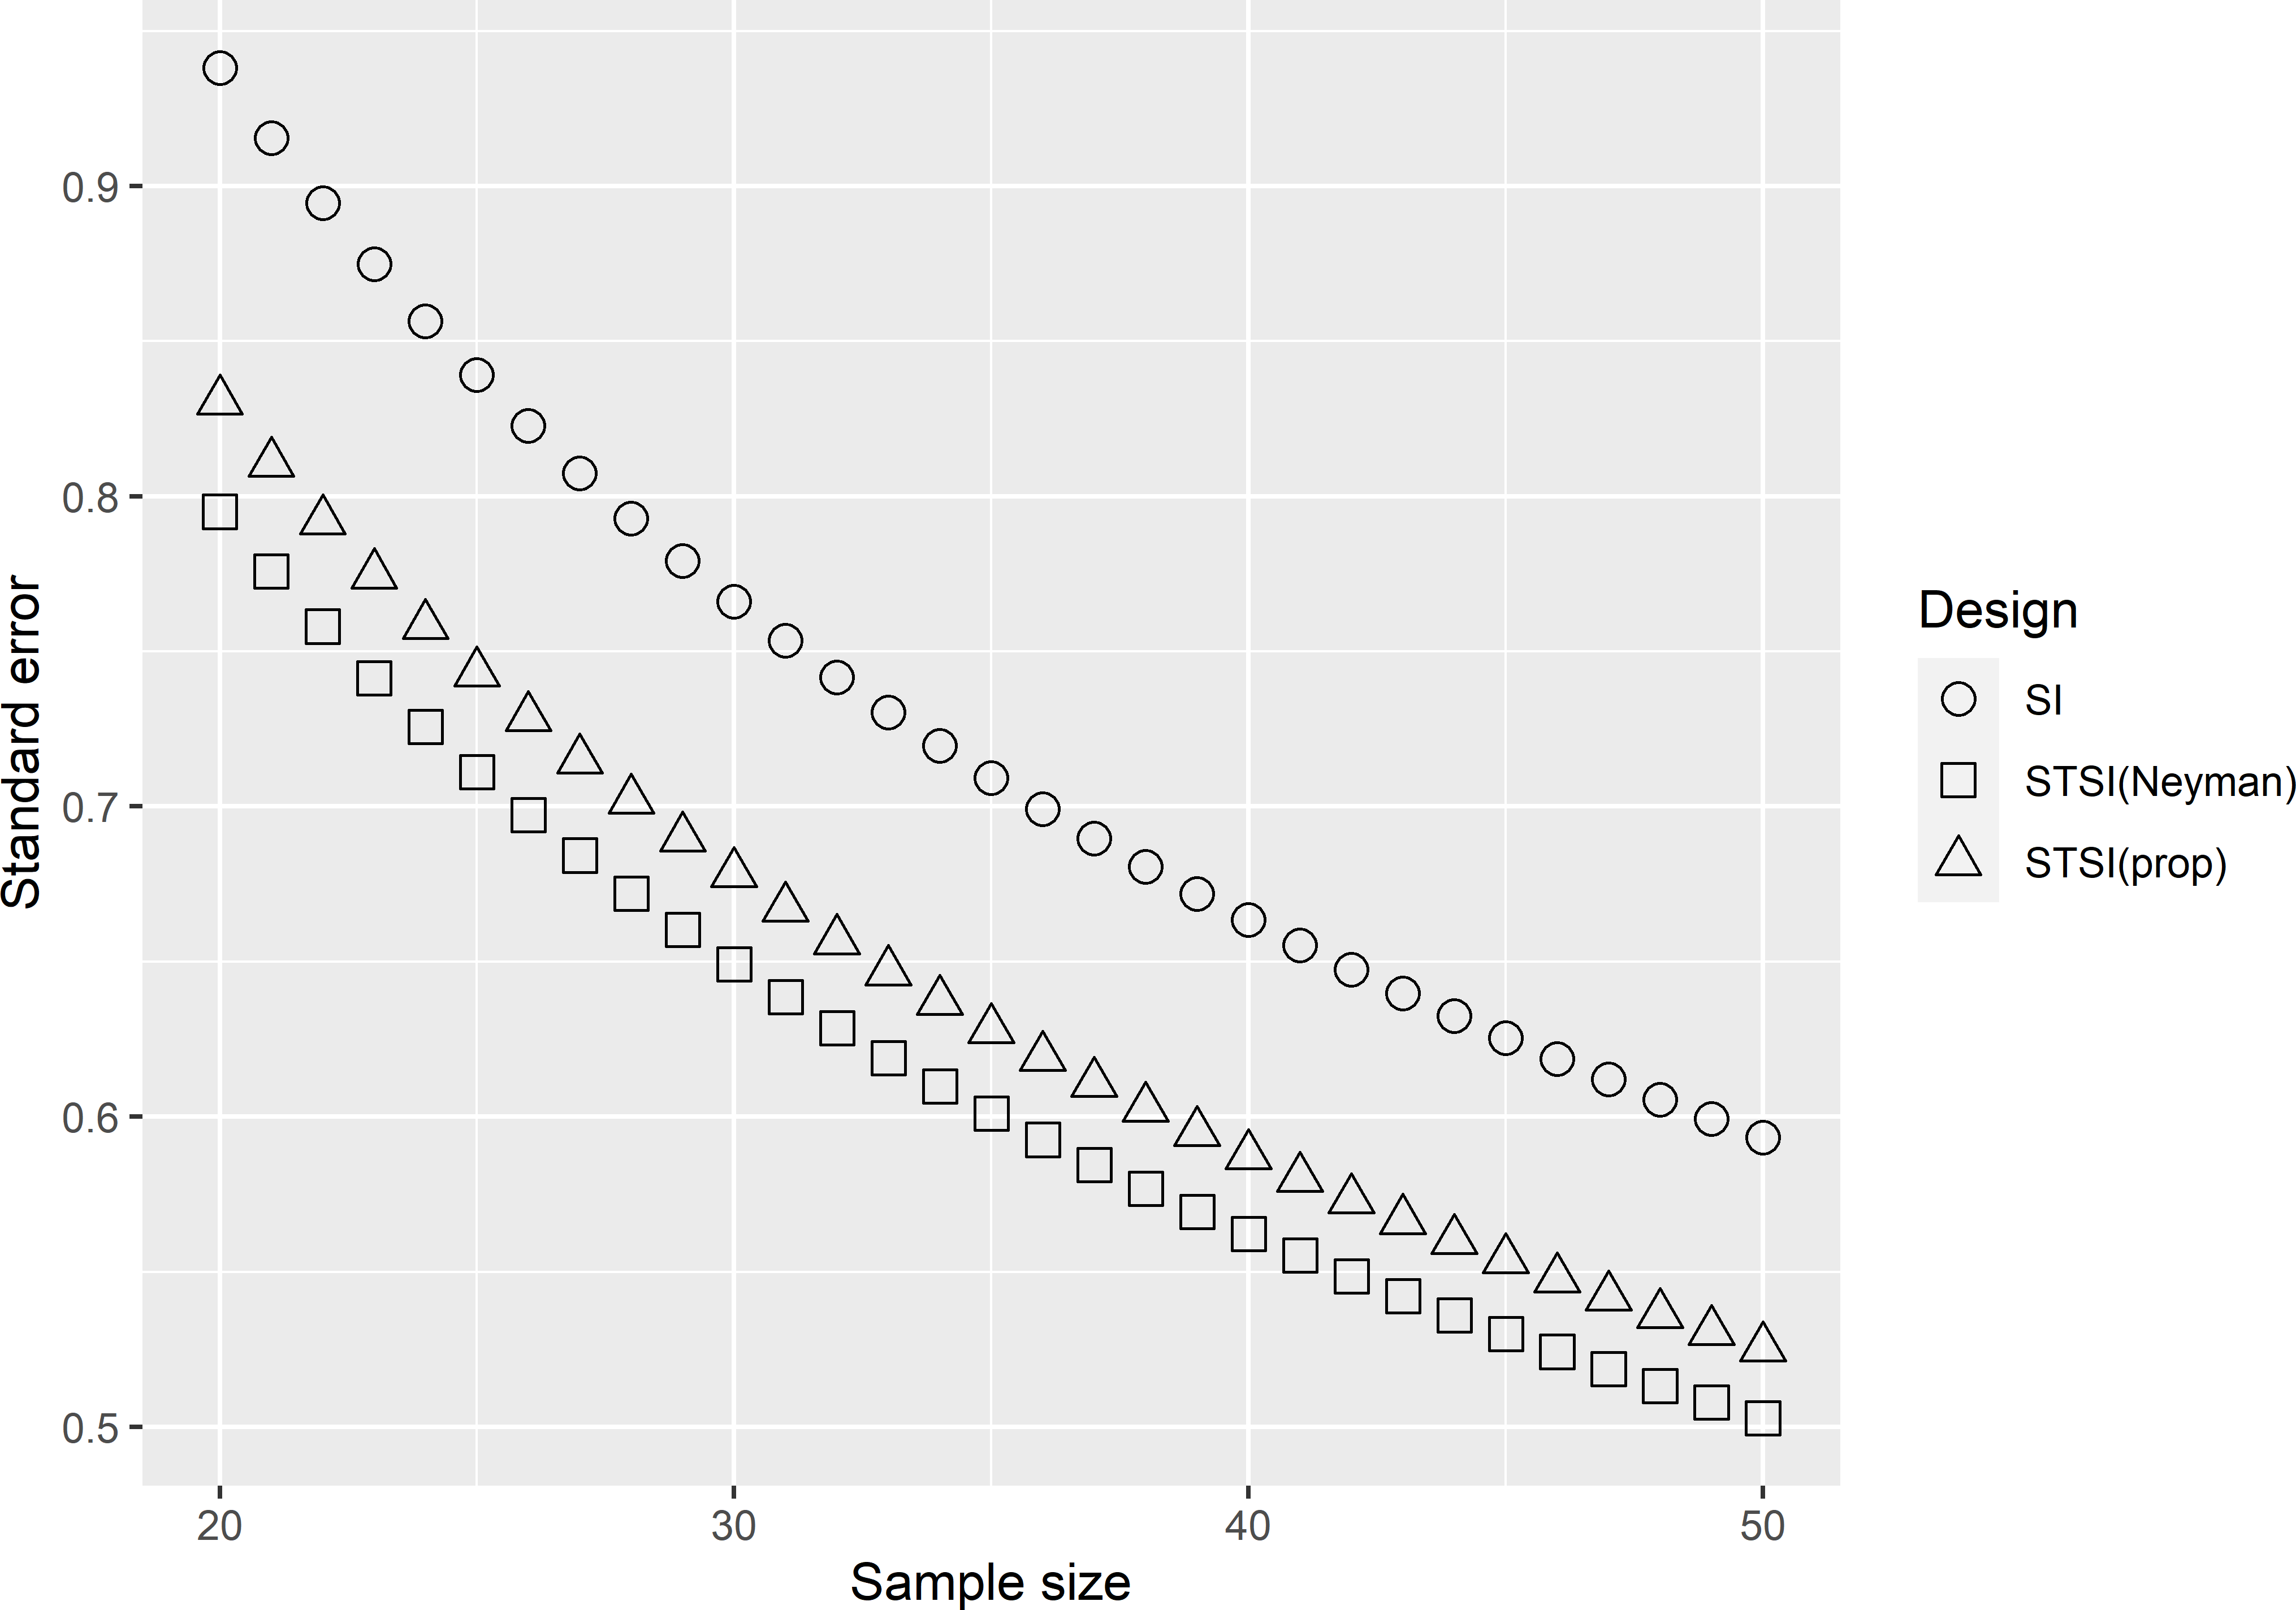 0.9
0.8
0.7
0.6
0.5
20 30 40 50
Standard error
Sample size
Design
SI
STSI(Neyman)
STSI(prop)